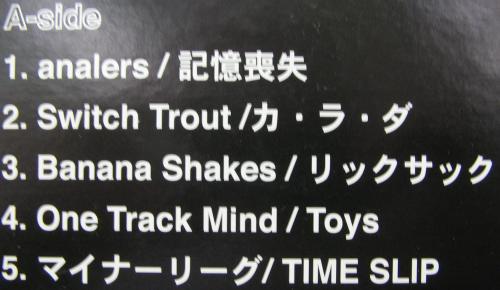 A-side
1. analers / 記憶喪失
2. Switch Trout /カ・ラ・ダ
3. Banana Shakes / リックサック
4. One Track Mind / Toys
5. マイナーリーグ/ TIME SLIP